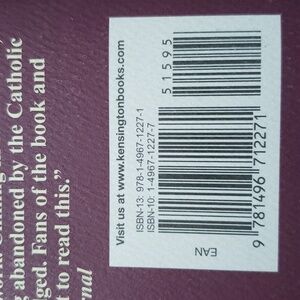 g abandoned by the Catholic
ged. Fans of the book and
t to read this.”
rnal
Visit us at www.kensingtonbooks.com
ISBN-13: 978-1-4967-1227-1
ISBN-10: 1-4967-1227-7
51595
9 781496 712271
EAN